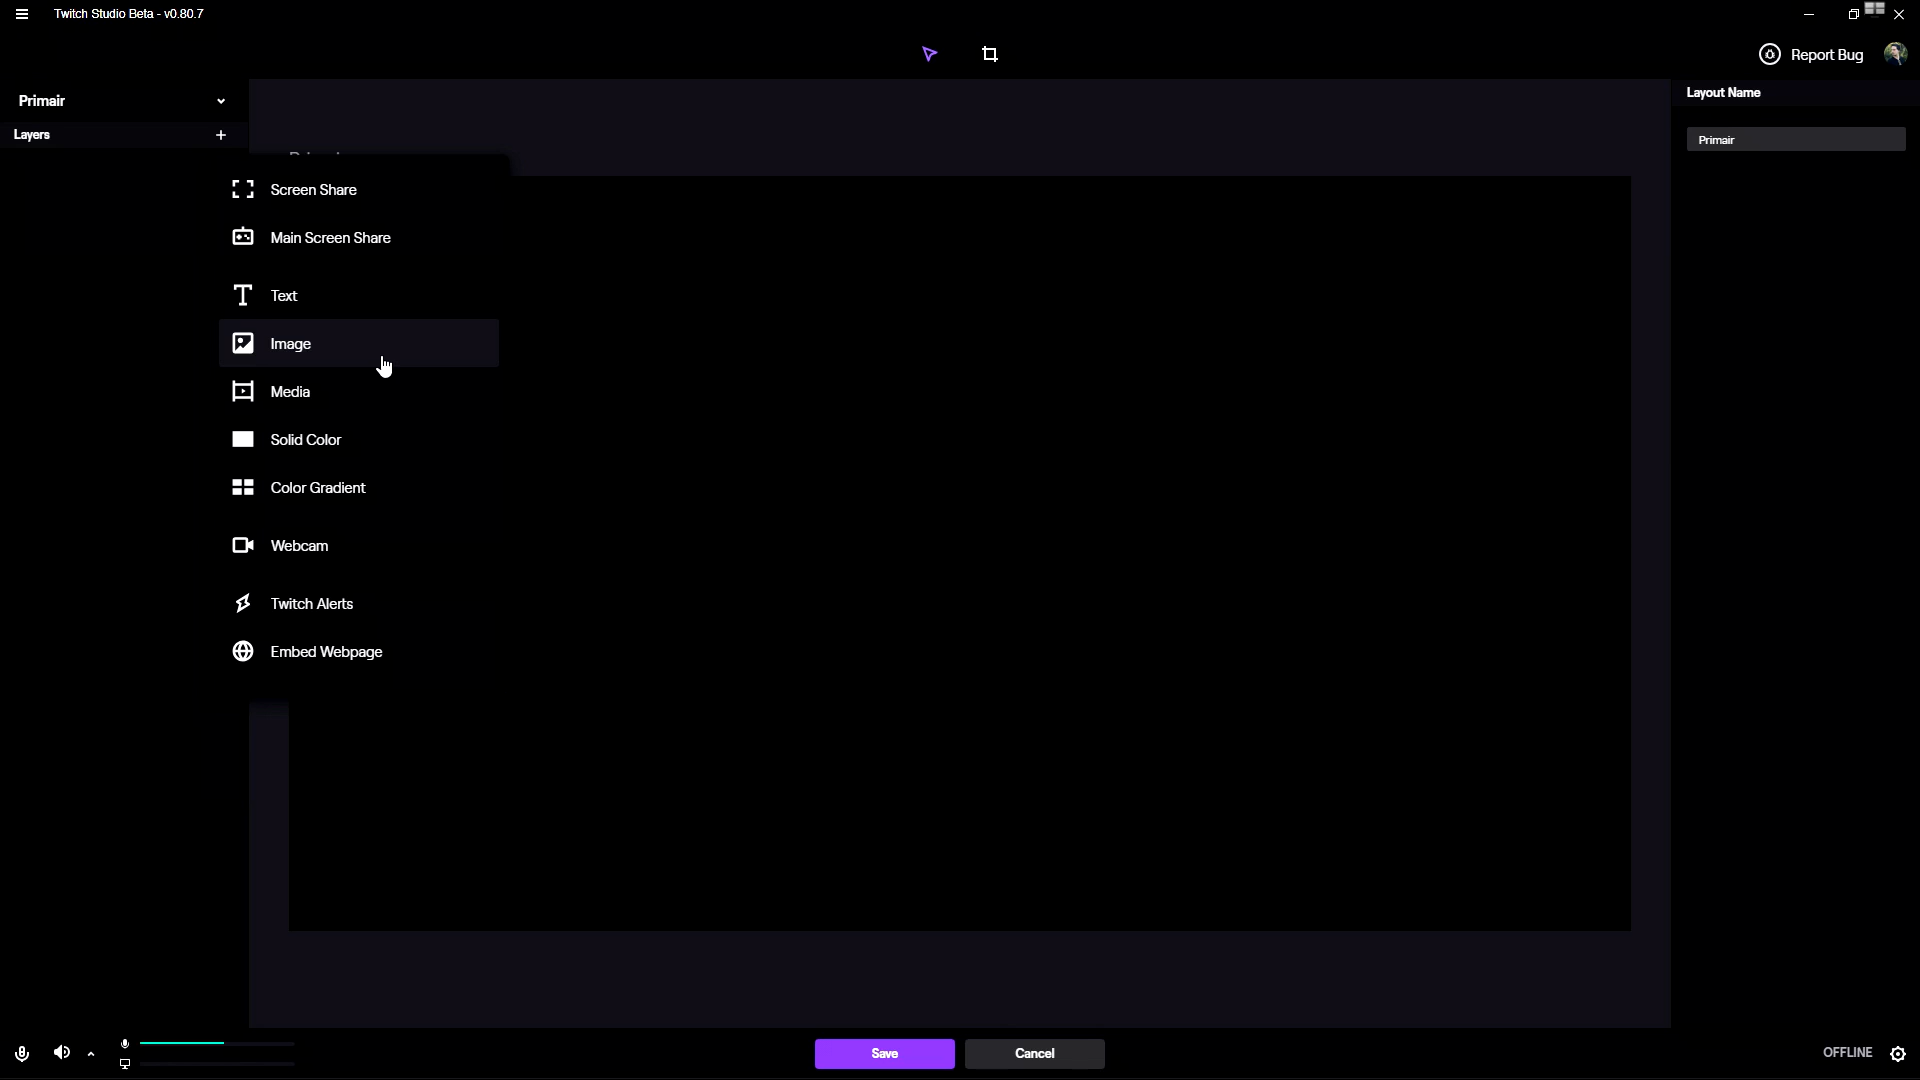 Twitch Studio Beta - v0.80.7
Report Bug
Primair
Layers
Layout Name
Primair
Screen Share
Main Screen Share
Text
Image
Media
Solid Color
Color Gradient
Webcam
Twitch Alerts
Embed Webpage
Save
Cancel
OFFLINE